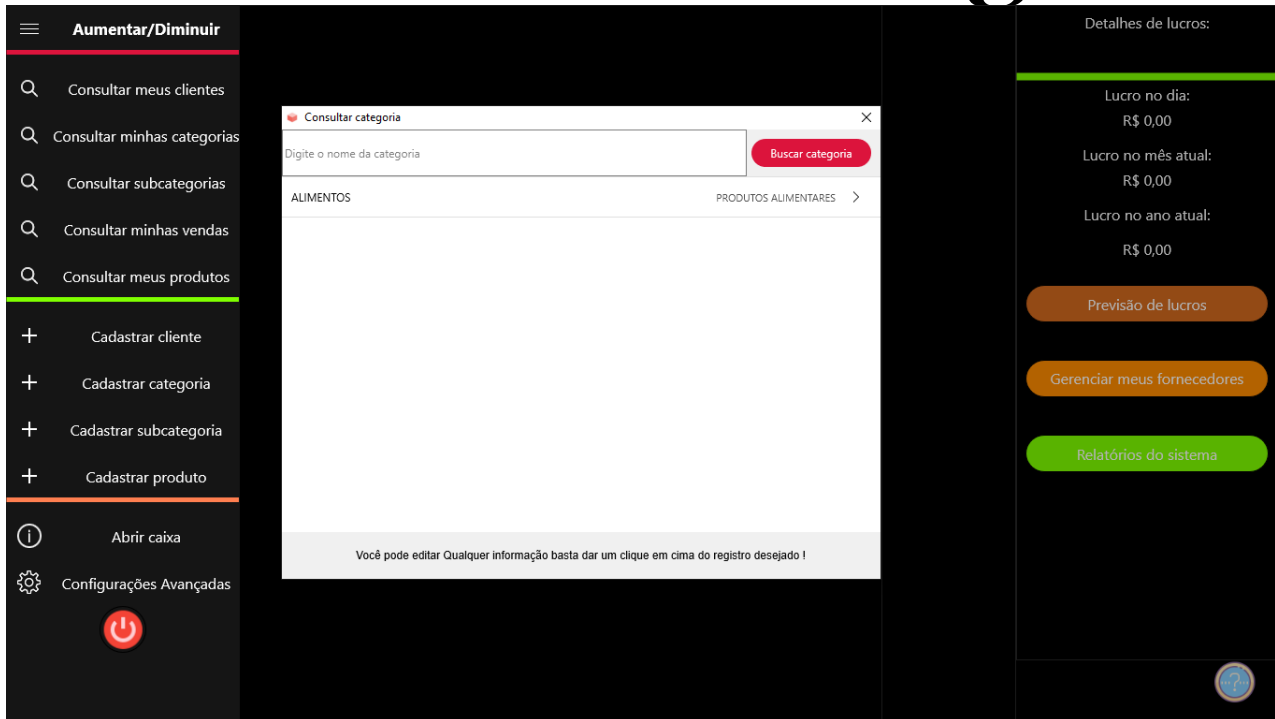 Aumentar/Diminuir
Consultar meus clientes
Consultar minhas categorias
Consultar subcategorias
Consultar minhas vendas
Consultar meus produtos
Cadastrar cliente
Cadastrar categoria
Cadastrar subcategoria
Cadastrar produto
Abrir caixa
Configurações Avançadas
Consultar categoria
Digite o nome da categoria
Buscar categoria
ALIMENTOS PRODUTOS ALIMENTARES
Você pode editar Qualquer informação basta dar um clique em cima do registro desejado !
Detalhes de lucros:
Lucro no dia:
R$ 0,00
Lucro no mês atual:
R$ 0,00
Lucro no ano atual:
R$ 0,00
Previsão de lucros
Gerenciar meus fornecedores
Relatórios do sistema